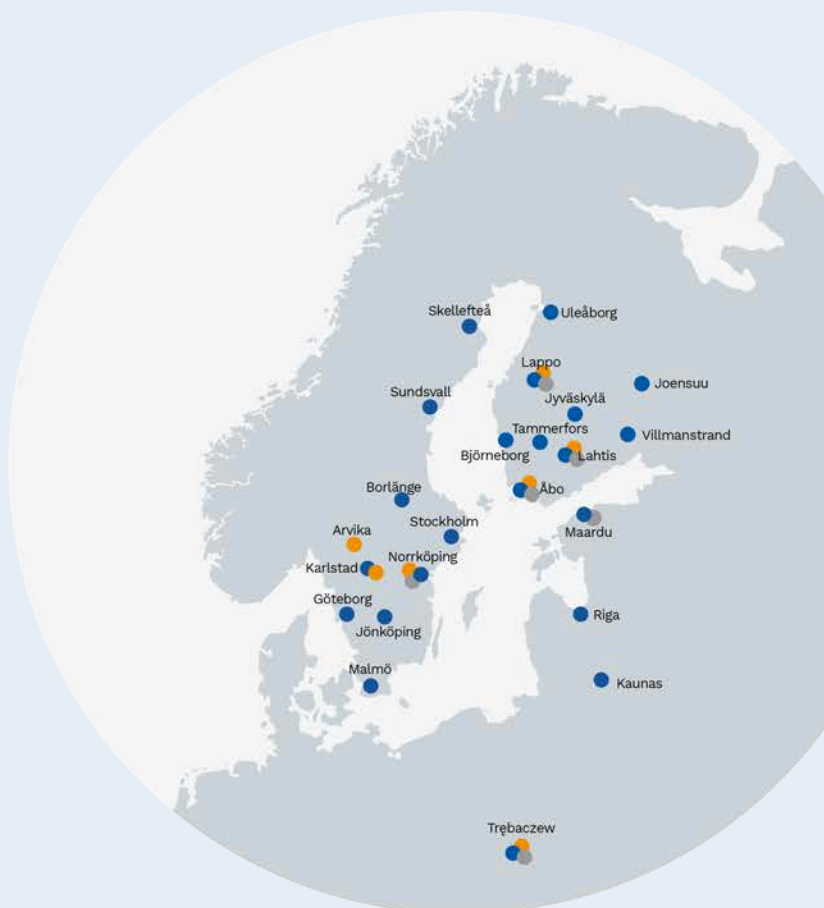 Skellefteå
Uleåborg
Lappo
Joensuu
Sundsvall
Jyväskylä
Tammerfors
Villmanstrand
Björneborg
Lahtis
Borlänge
Åbo
Stockholm
Arvika
Maardu
Norrköping
Karlstad
Göteborg
Riga
Jönköping
Malmö
Kaunas
Trębaczew